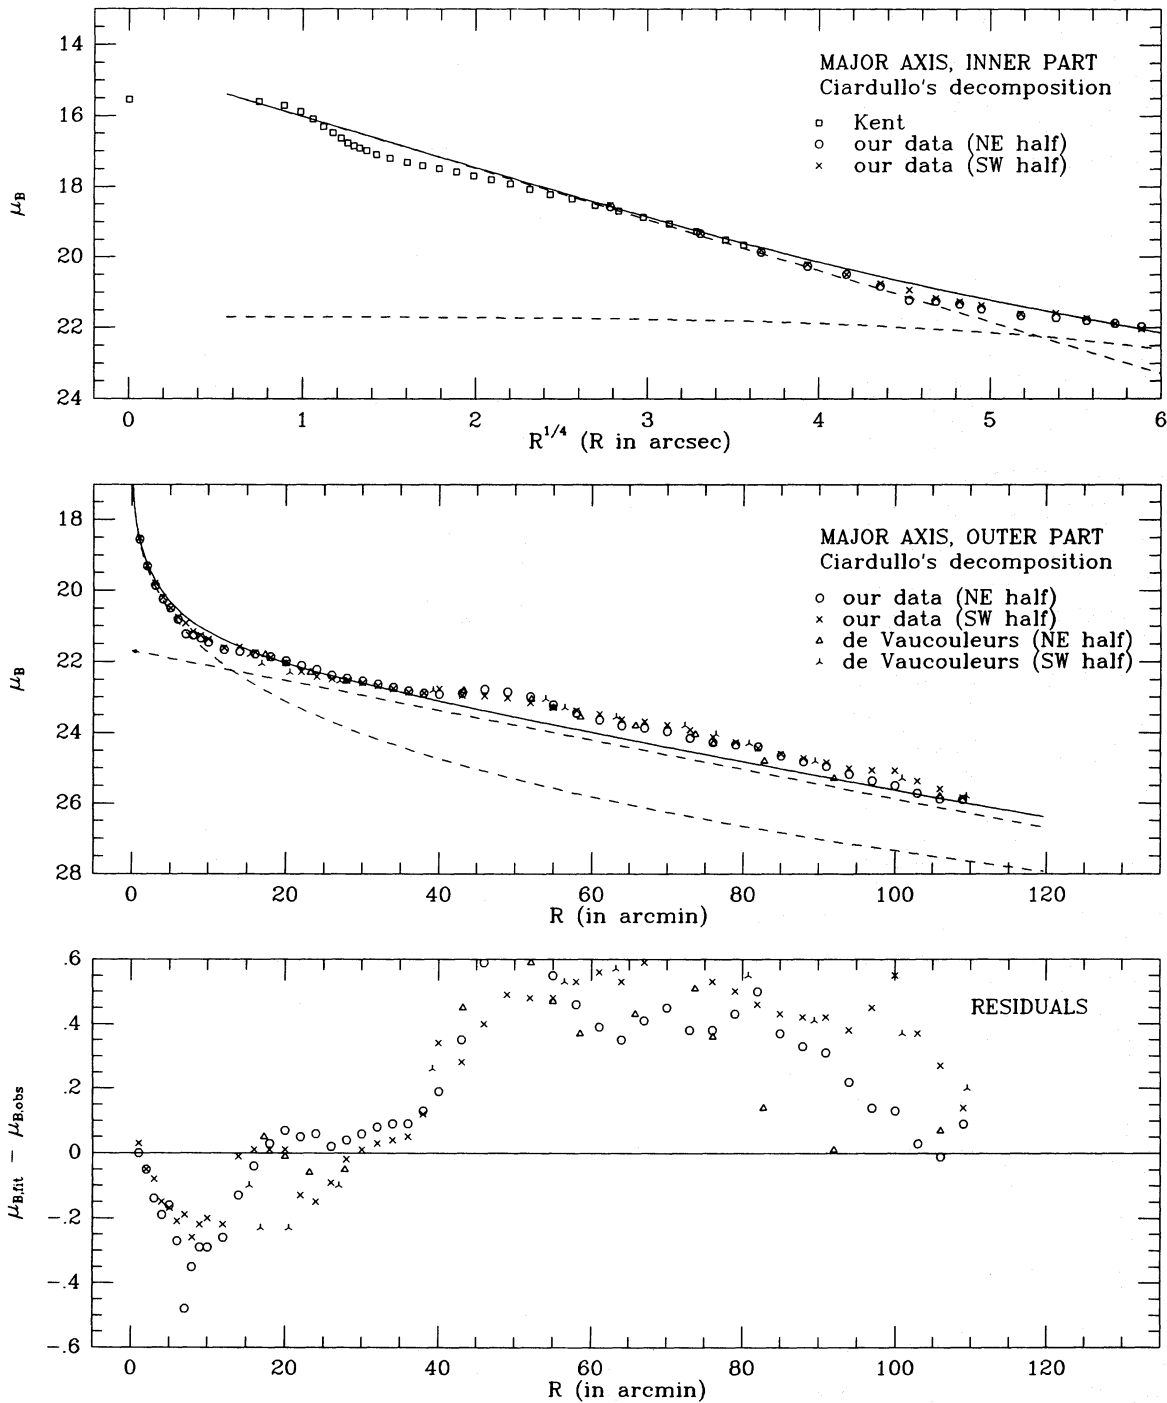 14
16
18
20
22
24
μB
MAJOR AXIS, INNER PART
Ciardullo's decomposition
Kent
our data (NE half)
our data (SW half)
0 1 2 3 4 5 6
R^1/4 (R in arcsec)
18
20
22
24
26
28
μB
MAJOR AXIS, OUTER PART
Ciardullo's decomposition
our data (NE half)
our data (SW half)
de Vaucouleurs (NE half)
de Vaucouleurs (SW half)
0 20 40 60 80 100 120
R (in arcmin)
.6
.4
.2
0
-.2
-.4
-.6
μB,fit − μB,obs
RESIDUALS
0 20 40 60 80 100 120
R (in arcmin)